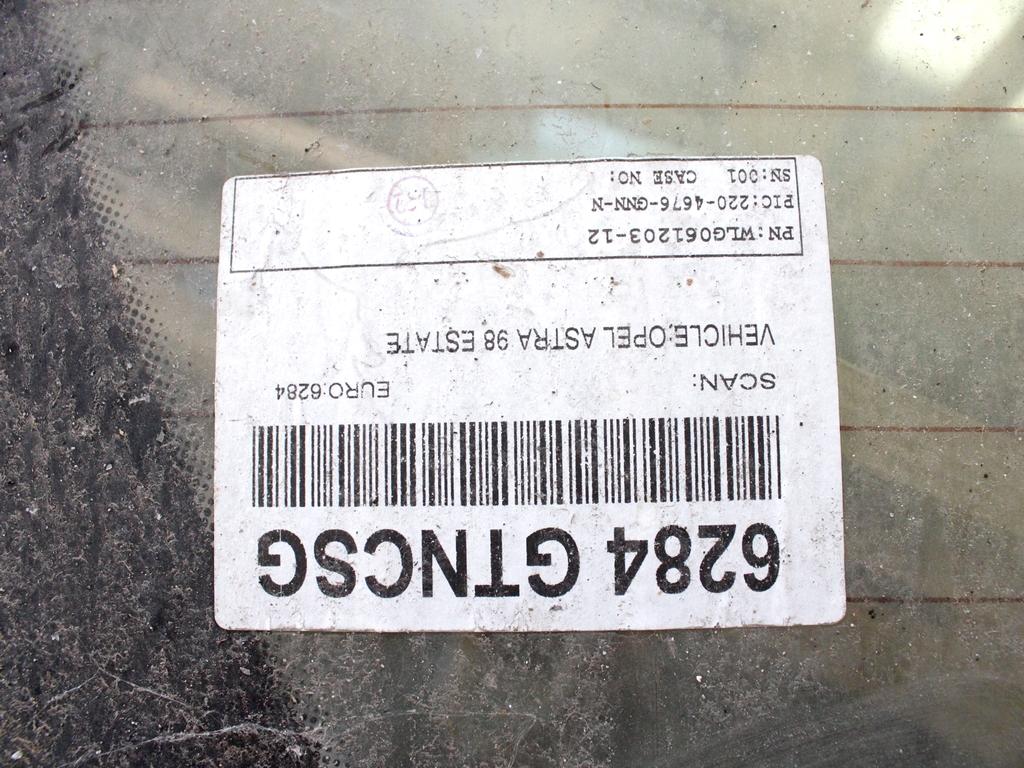 6284 GTNCSG
SCAN: EURO:6284
VEHICLE:OPEL ASTRA 98 ESTATE
PN:WLG061203-12
PIC:220-4676-GNN-N
SN:001 CASE NO: